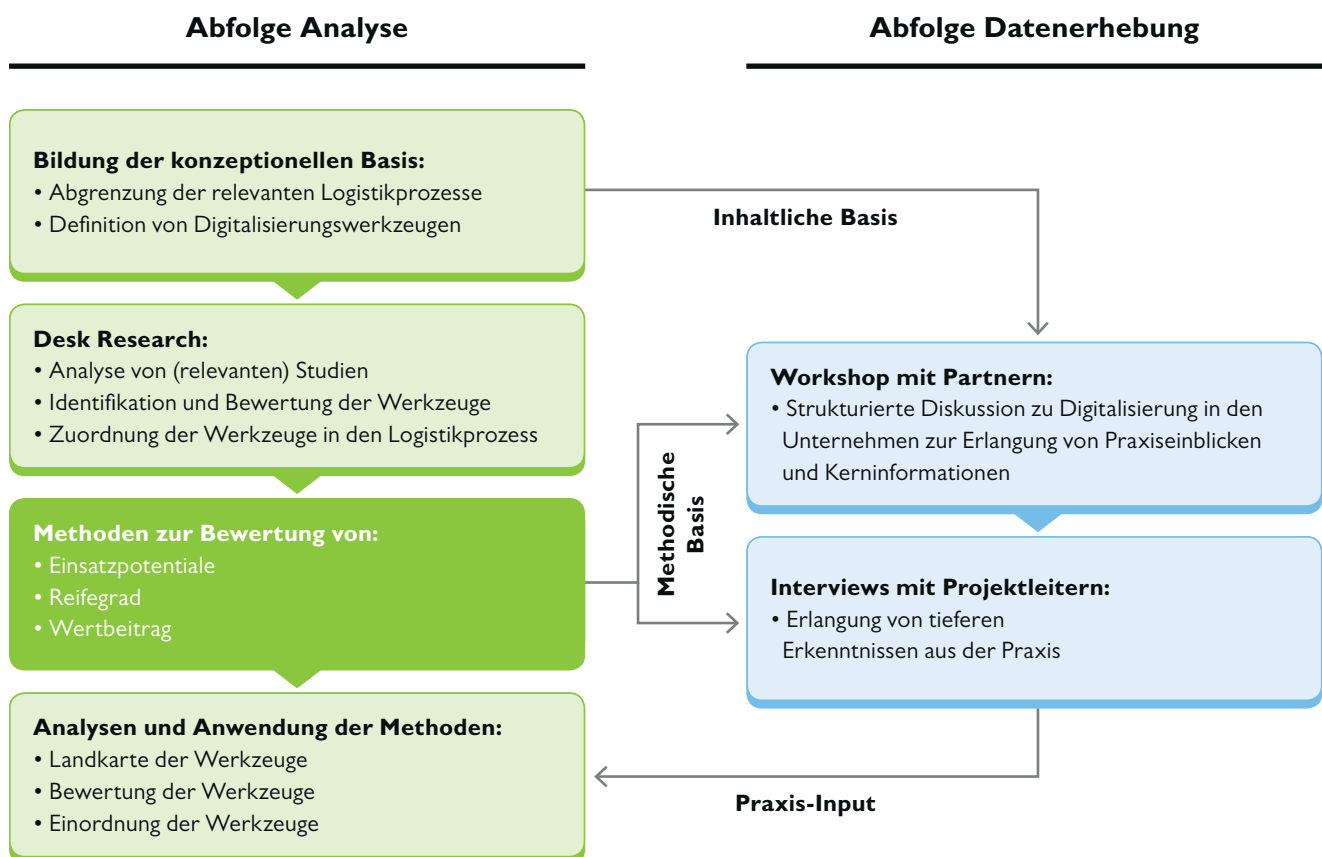 Abfolge Analyse
Abfolge Datenerhebung
Bildung der konzeptionellen Basis:
• Abgrenzung der relevanten Logistikprozesse
• Definition von Digitalisierungswerkzeugen
Inhaltliche Basis
Desk Research:
• Analyse von (relevanten) Studien
• Identifikation und Bewertung der Werkzeuge
• Zuordnung der Werkzeuge in den Logistikprozess
Workshop mit Partnern:
• Strukturierte Diskussion zu Digitalisierung in den
Unternehmen zur Erlangung von Praxiseinblicken
und Kerninformationen
Methodische
Basis
Methoden zur Bewertung von:
• Einsatzpotentiale
• Reifegrad
• Wertbeitrag
Interviews mit Projektleitern:
• Erlangung von tieferen
Erkenntnissen aus der Praxis
Analysen und Anwendung der Methoden:
• Landkarte der Werkzeuge
• Bewertung der Werkzeuge
• Einordnung der Werkzeuge
Praxis-Input